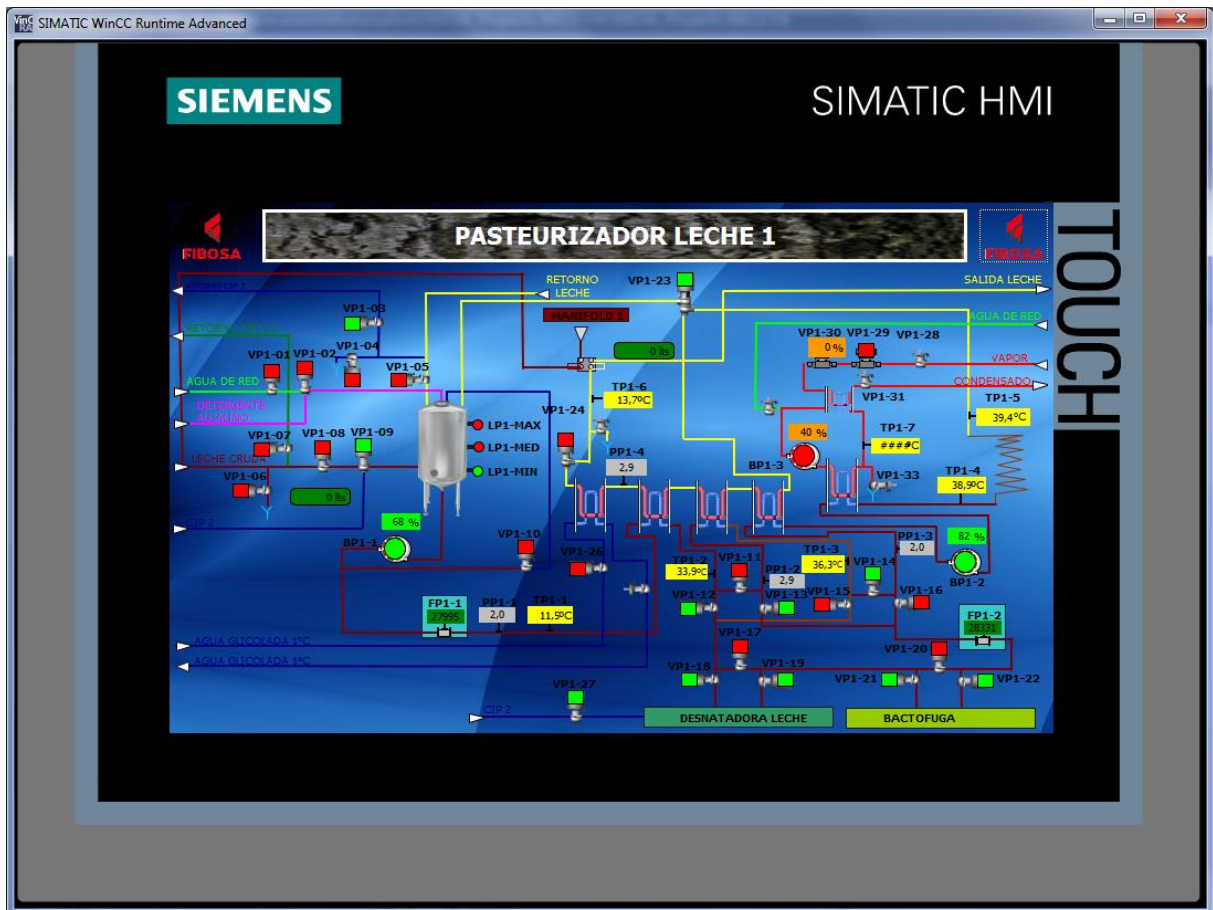 SIMATIC WinCC Runtime Advanced
SIEMENS
SIMATIC HMI
TOUCH
FIBOSA
PASTEURIZADOR LECHE 1
FIBOSA
RETORNO
LECHE
VP1-23
SALIDA LECHE
VP1-03
MANIFOLD 1
AGUA DE RED
VP1-30
VP1-29
VP1-28
0 %
VP1-04
VP1-01
VP1-02
0 lts
VAPOR
VP1-05
TP1-6
13,7ºC
CONDENSADO
AGUA DE RED
VP1-31
TP1-5
39,4ºC
DETERGENTE
ALCALINO
VP1-24
LP1-MAX
LP1-MED
LP1-MIN
40 %
TP1-7
####ºC
VP1-07
VP1-08
VP1-09
PP1-4
2,9
LECHE CRUDA
BP1-3
VP1-06
VP1-33
TP1-4
38,9ºC
0 lts
CIP 2
68 %
BP1-1
VP1-10
82 %
PP1-3
2,0
VP1-26
TP1-2
33,9ºC
VP1-11
TP1-3
36,3ºC
VP1-14
PP1-2
2,9
BP1-2
VP1-12
VP1-13
VP1-15
VP1-16
FP1-1
27995
PP1-1
2,0
TP1-1
11,5ºC
FP1-2
28331
AGUA GLICOLADA 1ºC
AGUA GLICOLADA 1ºC
VP1-17
VP1-20
VP1-18
VP1-19
VP1-21
VP1-22
VP1-27
CIP 2
DESNATADORA LECHE
BACTOFUGA